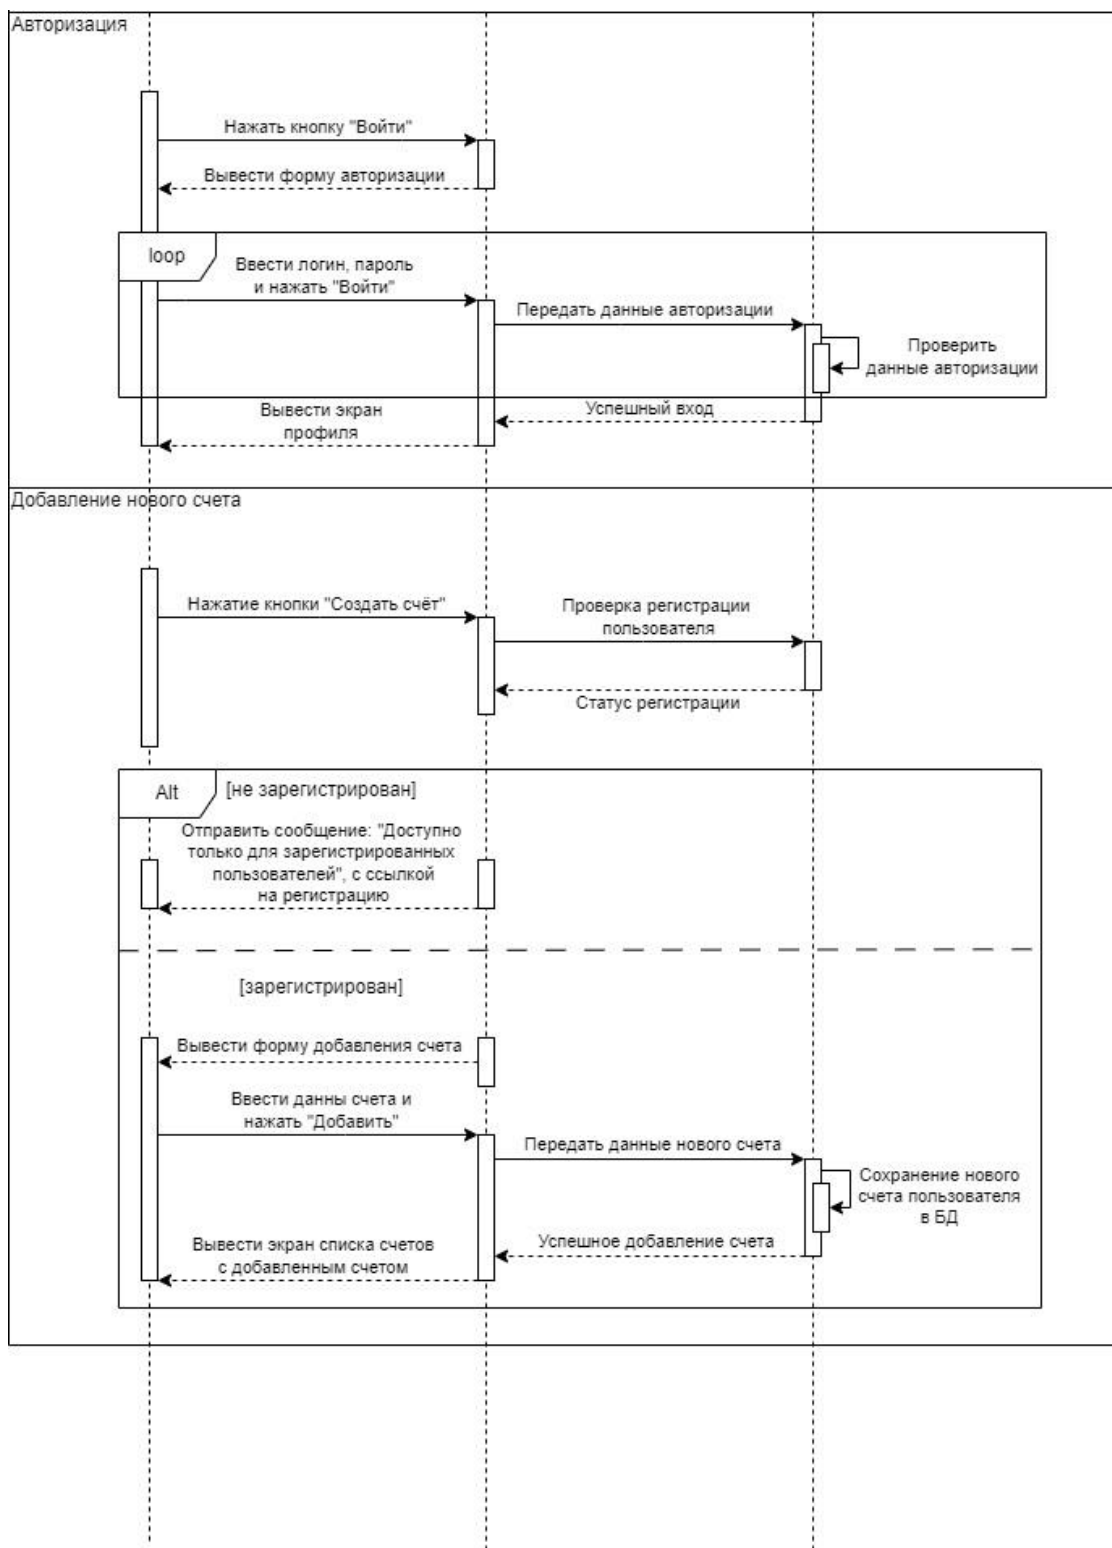 Авторизация
Нажать кнопку "Войти"
Вывести форму авторизации
loop
Ввести логин, пароль
и нажать "Войти"
Передать данные авторизации
Проверить
данные авторизации
Успешный вход
Вывести экран
профиля
Добавление нового счета
Нажатие кнопки "Создать счёт"
Проверка регистрации
пользователя
Статус регистрации
Alt
[не зарегистрирован]
Отправить сообщение: "Доступно
только для зарегистрированных
пользователей", с ссылкой
на регистрацию
[зарегистрирован]
Вывести форму добавления счета
Ввести данны счета и
нажать "Добавить"
Передать данные нового счета
Сохранение нового
счета пользователя
в БД
Успешное добавление счета
Вывести экран списка счетов
с добавленным счетом